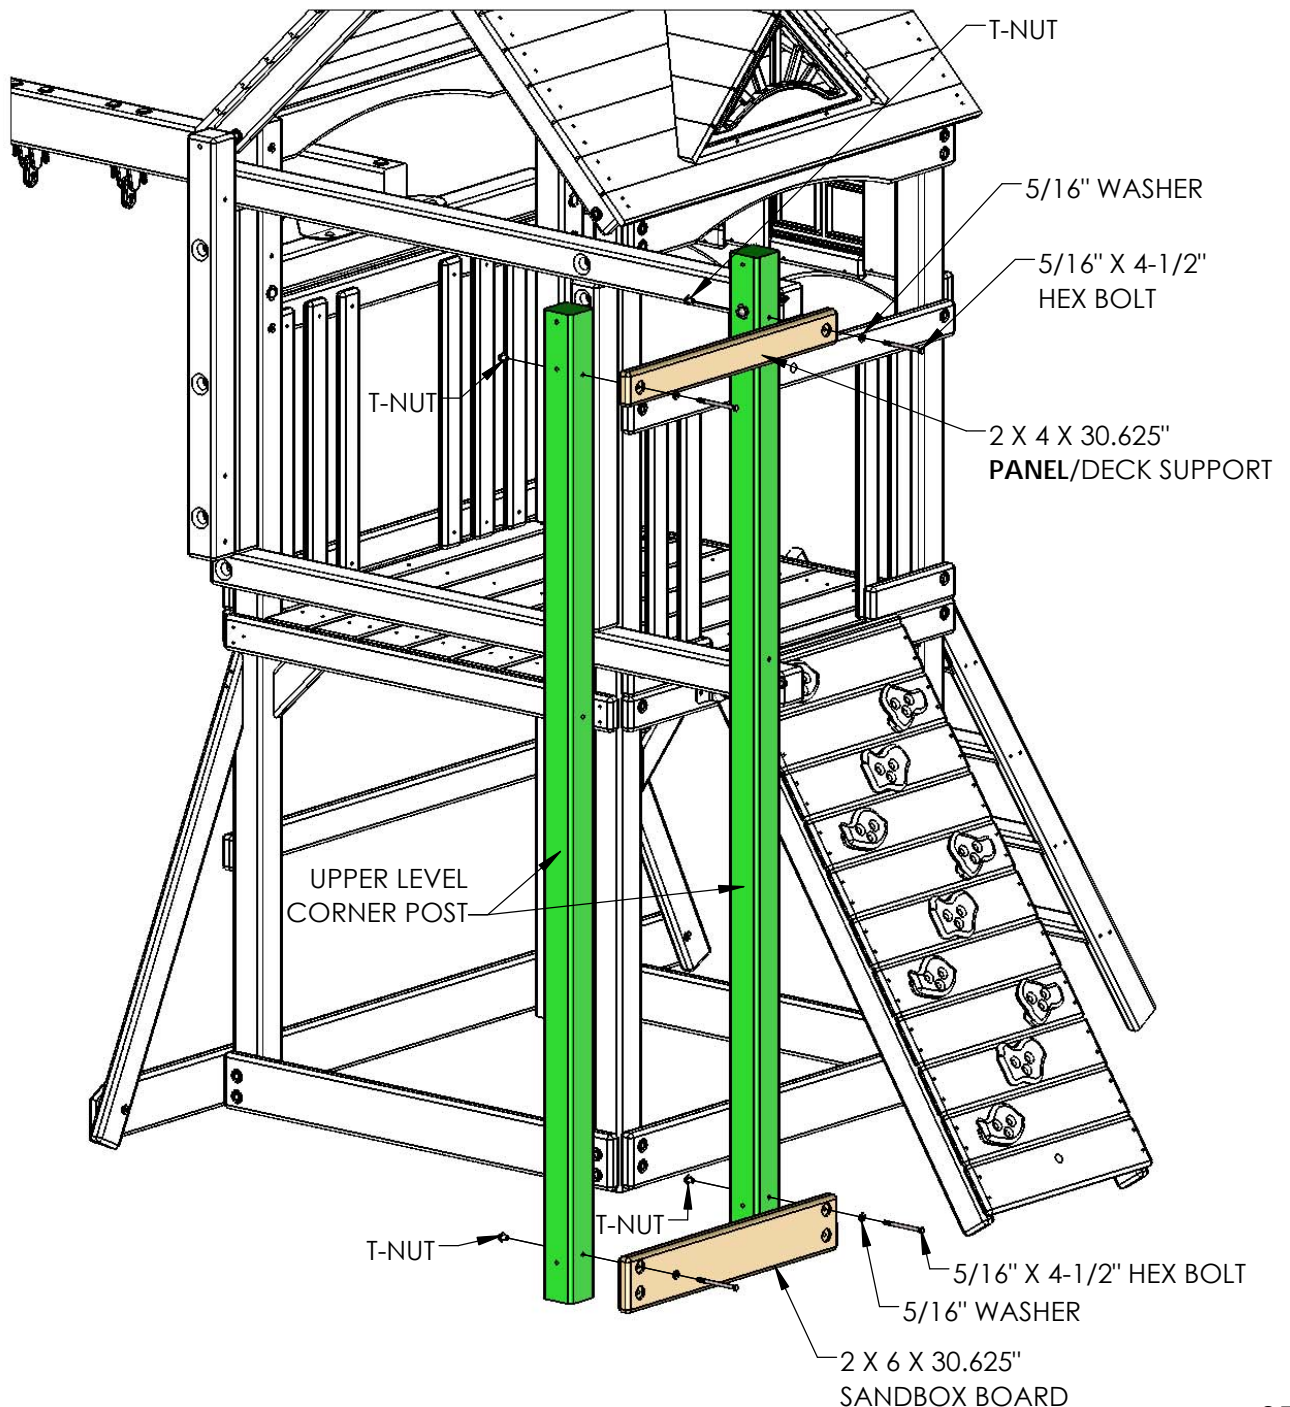 T-NUT
5/16" WASHER
5/16" X 4-1/2"
HEX BOLT
T-NUT
2 X 4 X 30.625"
PANEL/DECK SUPPORT
UPPER LEVEL
CORNER POST
T-NUT
T-NUT
5/16" X 4-1/2" HEX BOLT
5/16" WASHER
2 X 6 X 30.625"
SANDBOX BOARD